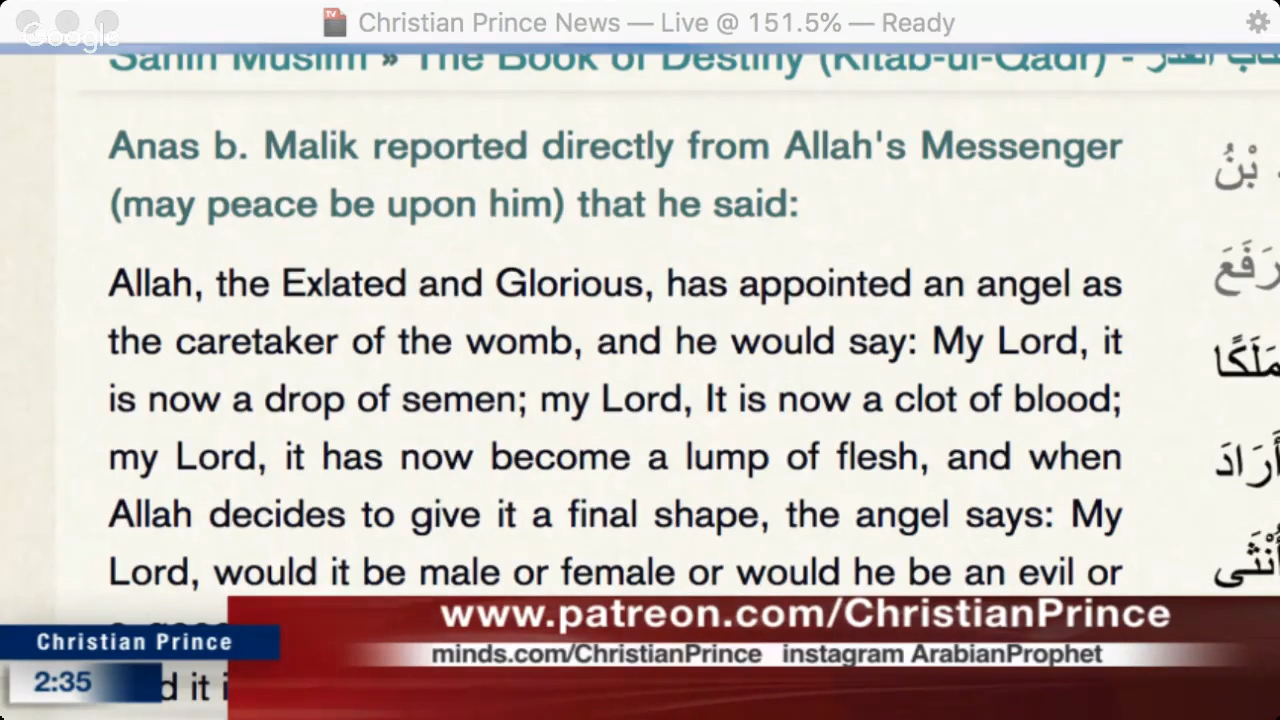 Christian Prince News — Live @ 151.5% — Ready
Google
Sahih Muslim » The Book of Destiny (Kitab-ul-Qadr) -
Anas b. Malik reported directly from Allah's Messenger
بْنُ
(may peace be upon him) that he said:
Allah, the Exlated and Glorious, has appointed an angel as
رَفَعَ
the caretaker of the womb, and he would say: My Lord, it
مَلَكًا
is now a drop of semen; my Lord, It is now a clot of blood;
my Lord, it has now become a lump of flesh, and when
أَرَادَ
Allah decides to give it a final shape, the angel says: My
Lord, would it be male or female or would he be an evil or
أُنْثَى
www.patreon.com/ChristianPrince
Christian Prince
minds.com/ChristianPrince instagram ArabianProphet
2:35
d it i